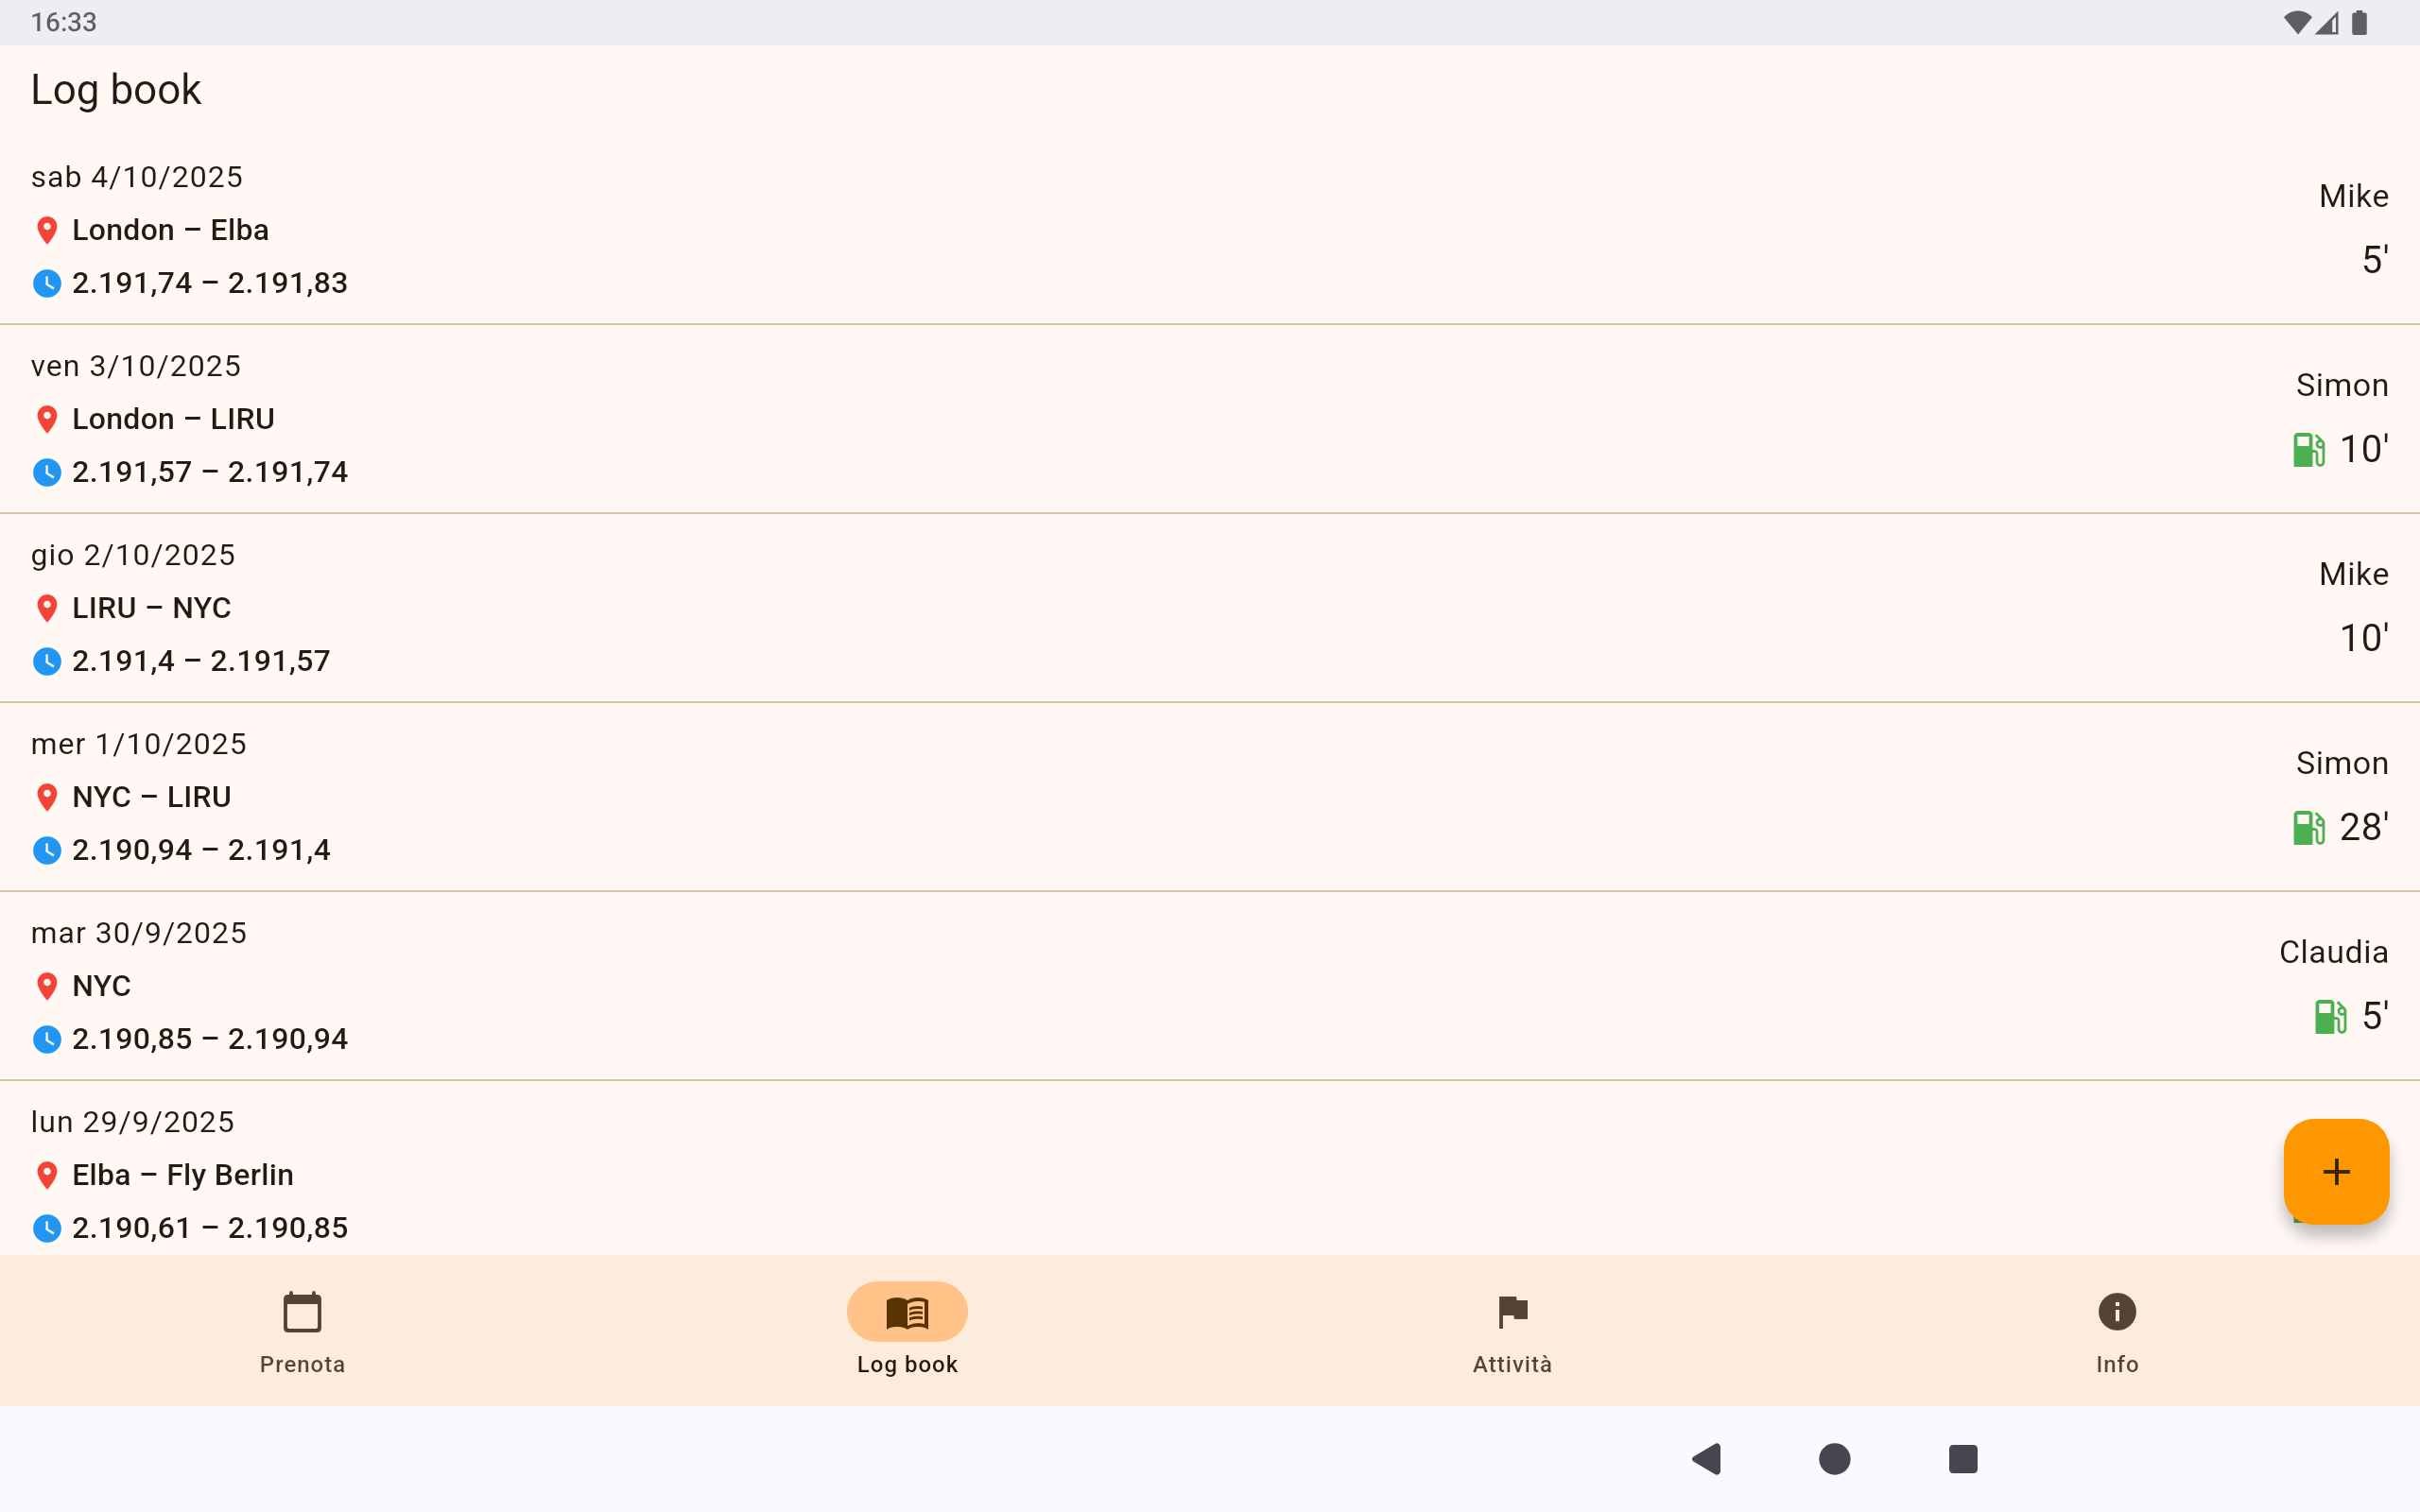 16:33
Log book
sab 4/10/2025
London – Elba
2.191,74 – 2.191,83
Mike
5'
ven 3/10/2025
London – LIRU
2.191,57 – 2.191,74
Simon
10'
gio 2/10/2025
LIRU – NYC
2.191,4 – 2.191,57
Mike
10'
mer 1/10/2025
NYC – LIRU
2.190,94 – 2.191,4
Simon
28'
mar 30/9/2025
NYC
2.190,85 – 2.190,94
Claudia
5'
lun 29/9/2025
Elba – Fly Berlin
2.190,61 – 2.190,85
Prenota
Log book
Attività
Info